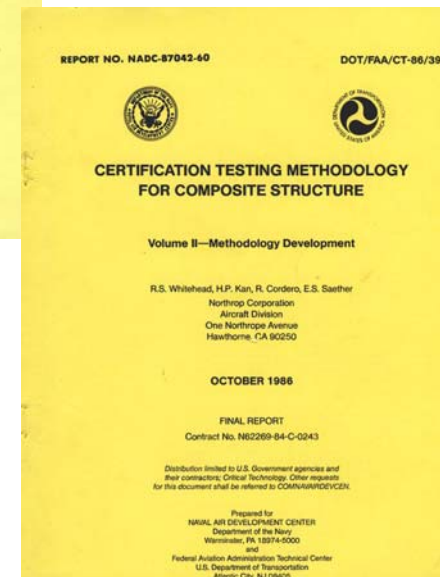 REPORT NO. NADC-87042-60
DOT/FAA/CT-86/39
CERTIFICATION TESTING METHODOLOGY
FOR COMPOSITE STRUCTURE
Volume II—Methodology Development
R.S. Whitehead, H.P. Kan, R. Cordero, E.S. Saether
Northrop Corporation
Aircraft Division
One Northrope Avenue
Hawthorne, CA 90250
OCTOBER 1986
FINAL REPORT
Contract No. N62269-84-C-0243
Distribution limited to U.S. Government agencies and
their contractors; Critical Technology. Other requests
for this document shall be referred to COMNAVAIRDEVCEN.
Prepared for
NAVAL AIR DEVELOPMENT CENTER
Department of the Navy
Warminster, PA 18974-5000
and
Federal Aviation Administration Technical Center
U.S. Department of Transportation
Atlantic City, NJ 08405